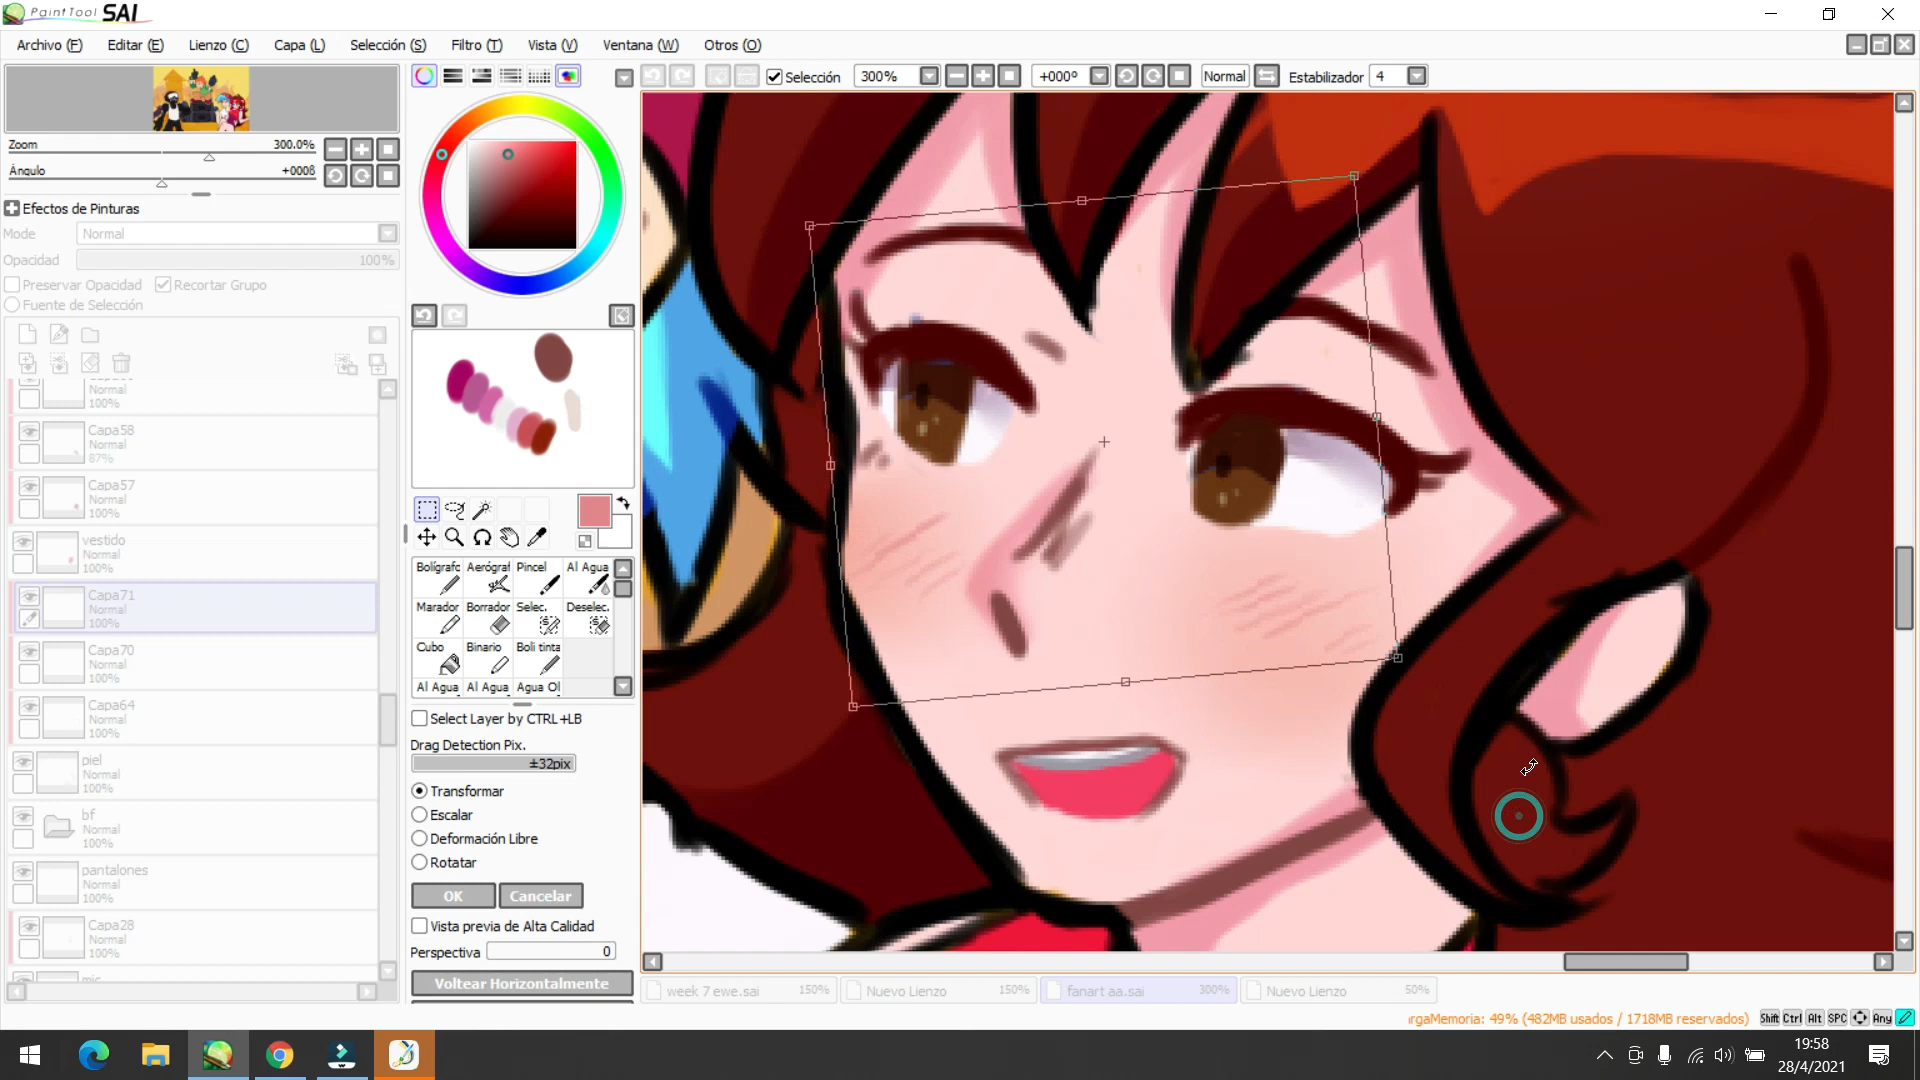 PaintTool SAI
Archivo (F) Editar (E) Lienzo (C) Capa (L) Selección (S) Filtro (T) Vista (V) Ventana (W) Otros (O)
Selección 300% +000º Normal Estabilizador 4
Zoom 300.0%
Ángulo +000ß
Efectos de Pinturas
Mode Normal
Opacidad 100%
Preservar Opacidad Recortar Grupo
Fuente de Selección
Normal
100%
Capa58
Normal
87%
Capa57
Normal
100%
vestido
Normal
100%
Capa71
Normal
100%
Capa70
Normal
100%
Capa64
Normal
100%
piel
Normal
100%
bf
Normal
100%
pantalones
Normal
100%
Capa28
Normal
100%
mic
Bolígrafc Aerógraf Pincel Al Agua
Marador Borrador Selec. Deselec.
Cubo Binario Boli tinta
Al Agua Al Agua Agua Ol
Select Layer by CTRL+LB
Drag Detection Pix.
±32pix
Transformar
Escalar
Deformación Libre
Rotatar
OK Cancelar
Vista previa de Alta Calidad
Perspectiva 0
Voltear Horizontalmente
week 7 ewe.sai 150% Nuevo Lienzo 150% fanart aa.sai 300% Nuevo Lienzo 50%
rgaMemoria: 49% (482MB usados / 1718MB reservados) Shift Ctrl Alt SPC Any
19:58
28/4/2021